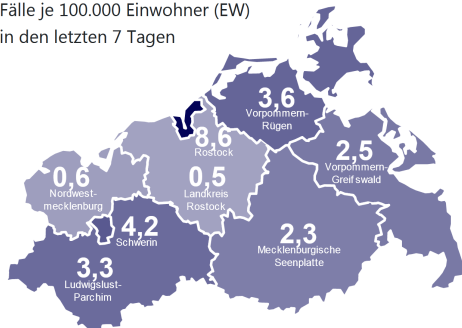 Fälle je 100.000 Einwohner (EW)
in den letzten 7 Tagen
3,6
Vorpommern-
Rügen
8,6
Rostock
2,5
Vorpommern-
Greifswald
0,6
Nordwest-
mecklenburg
0,5
Landkreis
Rostock
4,2
Schwerin
2,3
Mecklenburgische
Seenplatte
3,3
Ludwigslust-
Parchim